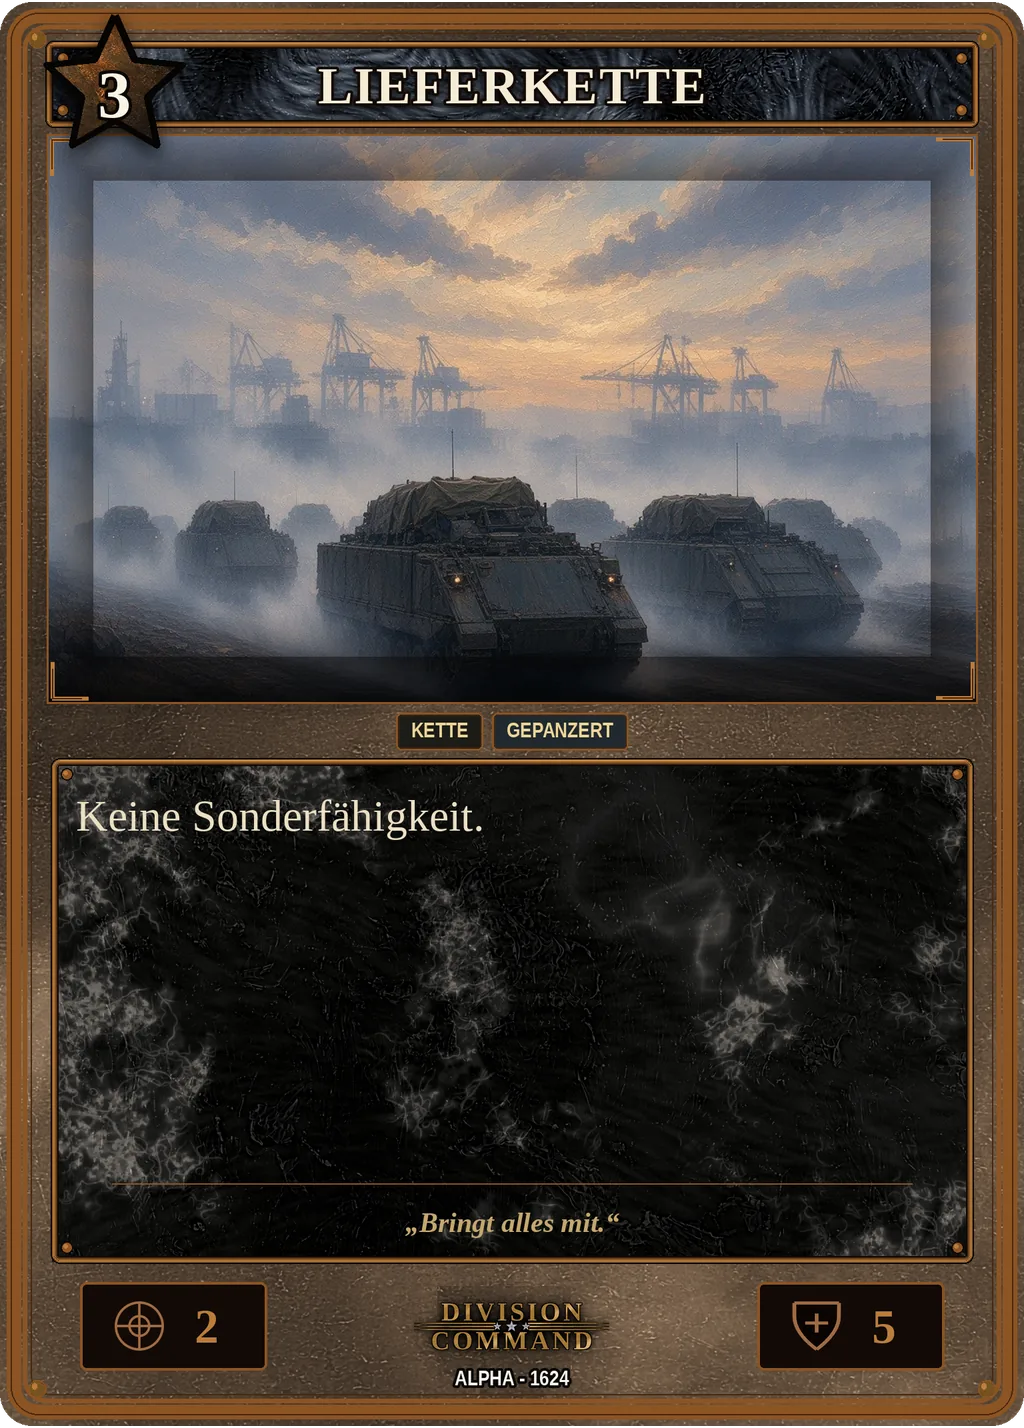 3
LIEFERKETTE
KETTE
GEPANZERT
Keine Sonderfähigkeit.
„Bringt alles mit.“
2
DIVISION
COMMAND
5
ALPHA - 1624